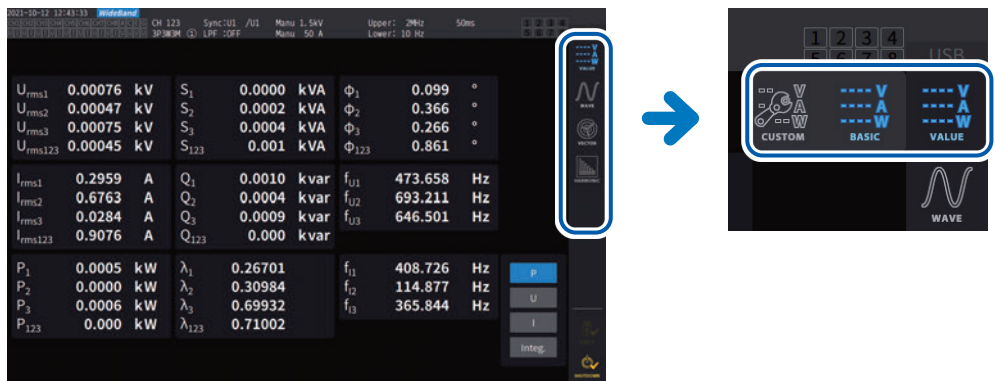 2021-10-12 12:43:33 WideBand
CH 123 Sync:U1 /U1 Manu 1.5kV Upper: 2MHz 50ms
3P3W3M ① LPF :OFF Manu 50 A Lower: 10 Hz
Urms1 0.00076 kV S1 0.0000 kVA Φ1 0.099 °
Urms2 0.00047 kV S2 0.0002 kVA Φ2 0.366 °
Urms3 0.00075 kV S3 0.0004 kVA Φ3 0.266 °
Urms123 0.00045 kV S123 0.001 kVA Φ123 0.861 °
Irms1 0.2959 A Q1 0.0010 kvar fU1 473.658 Hz
Irms2 0.6763 A Q2 0.0004 kvar fU2 693.211 Hz
Irms3 0.0284 A Q3 0.0009 kvar fU3 646.501 Hz
Irms123 0.9076 A Q123 0.000 kvar
P1 0.0005 kW λ1 0.26701 fI1 408.726 Hz
P2 0.0000 kW λ2 0.30984 fI2 114.877 Hz
P3 0.0006 kW λ3 0.69932 fI3 365.844 Hz
P123 0.000 kW λ123 0.71002
P
U
I
Integ.
V
A
W
VALUE
WAVE
VECTOR
HARMONIC
SHUTDOWN
1 2 3 4
5 6 7 8 USB
V V V
A A A
W W W
CUSTOM BASIC VALUE
WAVE